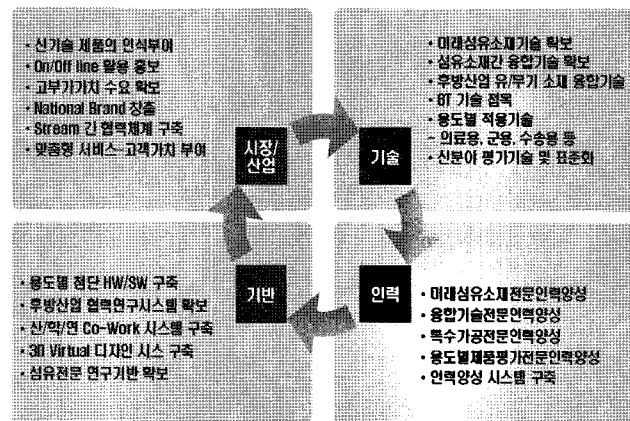 • 신기술 제품의 인식부여
• On/Off line 활용 홍보
• 고부가가치 수요 확보
• National Brand 창출
• Stream 간 협력체계 구축
• 맞춤형 서비스-고객가치 부여
시장/
산업
• 미래섬유소재기술 확보
• 섬유소재간 융합기술 확보
• 후방산업 유/무기 소재 융합기술
• BT 기술 접목
• 용도별 적용기술
- 의료용, 군용, 수송용 등
• 신분야 평가기술 및 표준화
기술
• 용도별 첨단 HW/SW 구축
• 후방산업 협력연구시스템 확보
• 산/학/연 Co-Work 시스템 구축
• 3D Virtual 디자인 시스 구축
• 섬유전문 연구기반 확보
기반
인력
• 미래섬유소재전문인력양성
• 융합기술전문인력양성
• 특수가공전문인력양성
• 용도별제품평가전문인력양성
• 인력양성 시스템 구축